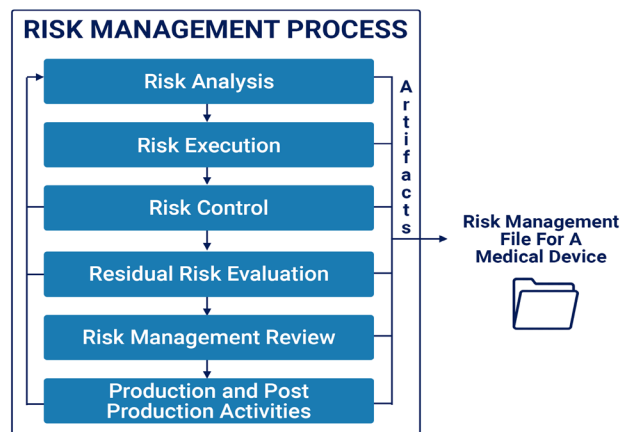 RISK MANAGEMENT PROCESS
Risk Analysis
Risk Execution
Risk Control
Residual Risk Evaluation
Risk Management Review
Production and Post
Production Activities
Artifacts
Risk Management
File For A
Medical Device